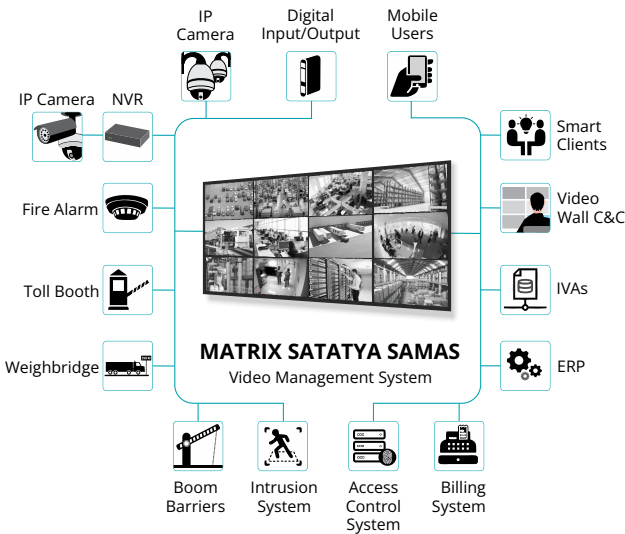 IP
Camera
Digital
Input/Output
Mobile
Users
IP Camera
NVR
Smart
Clients
Fire Alarm
Video
Wall C&C
Toll Booth
IVAs
MATRIX SATATYA SAMAS
Video Management System
Weighbridge
ERP
Boom
Barriers
Intrusion
System
Access
Control
System
Billing
System